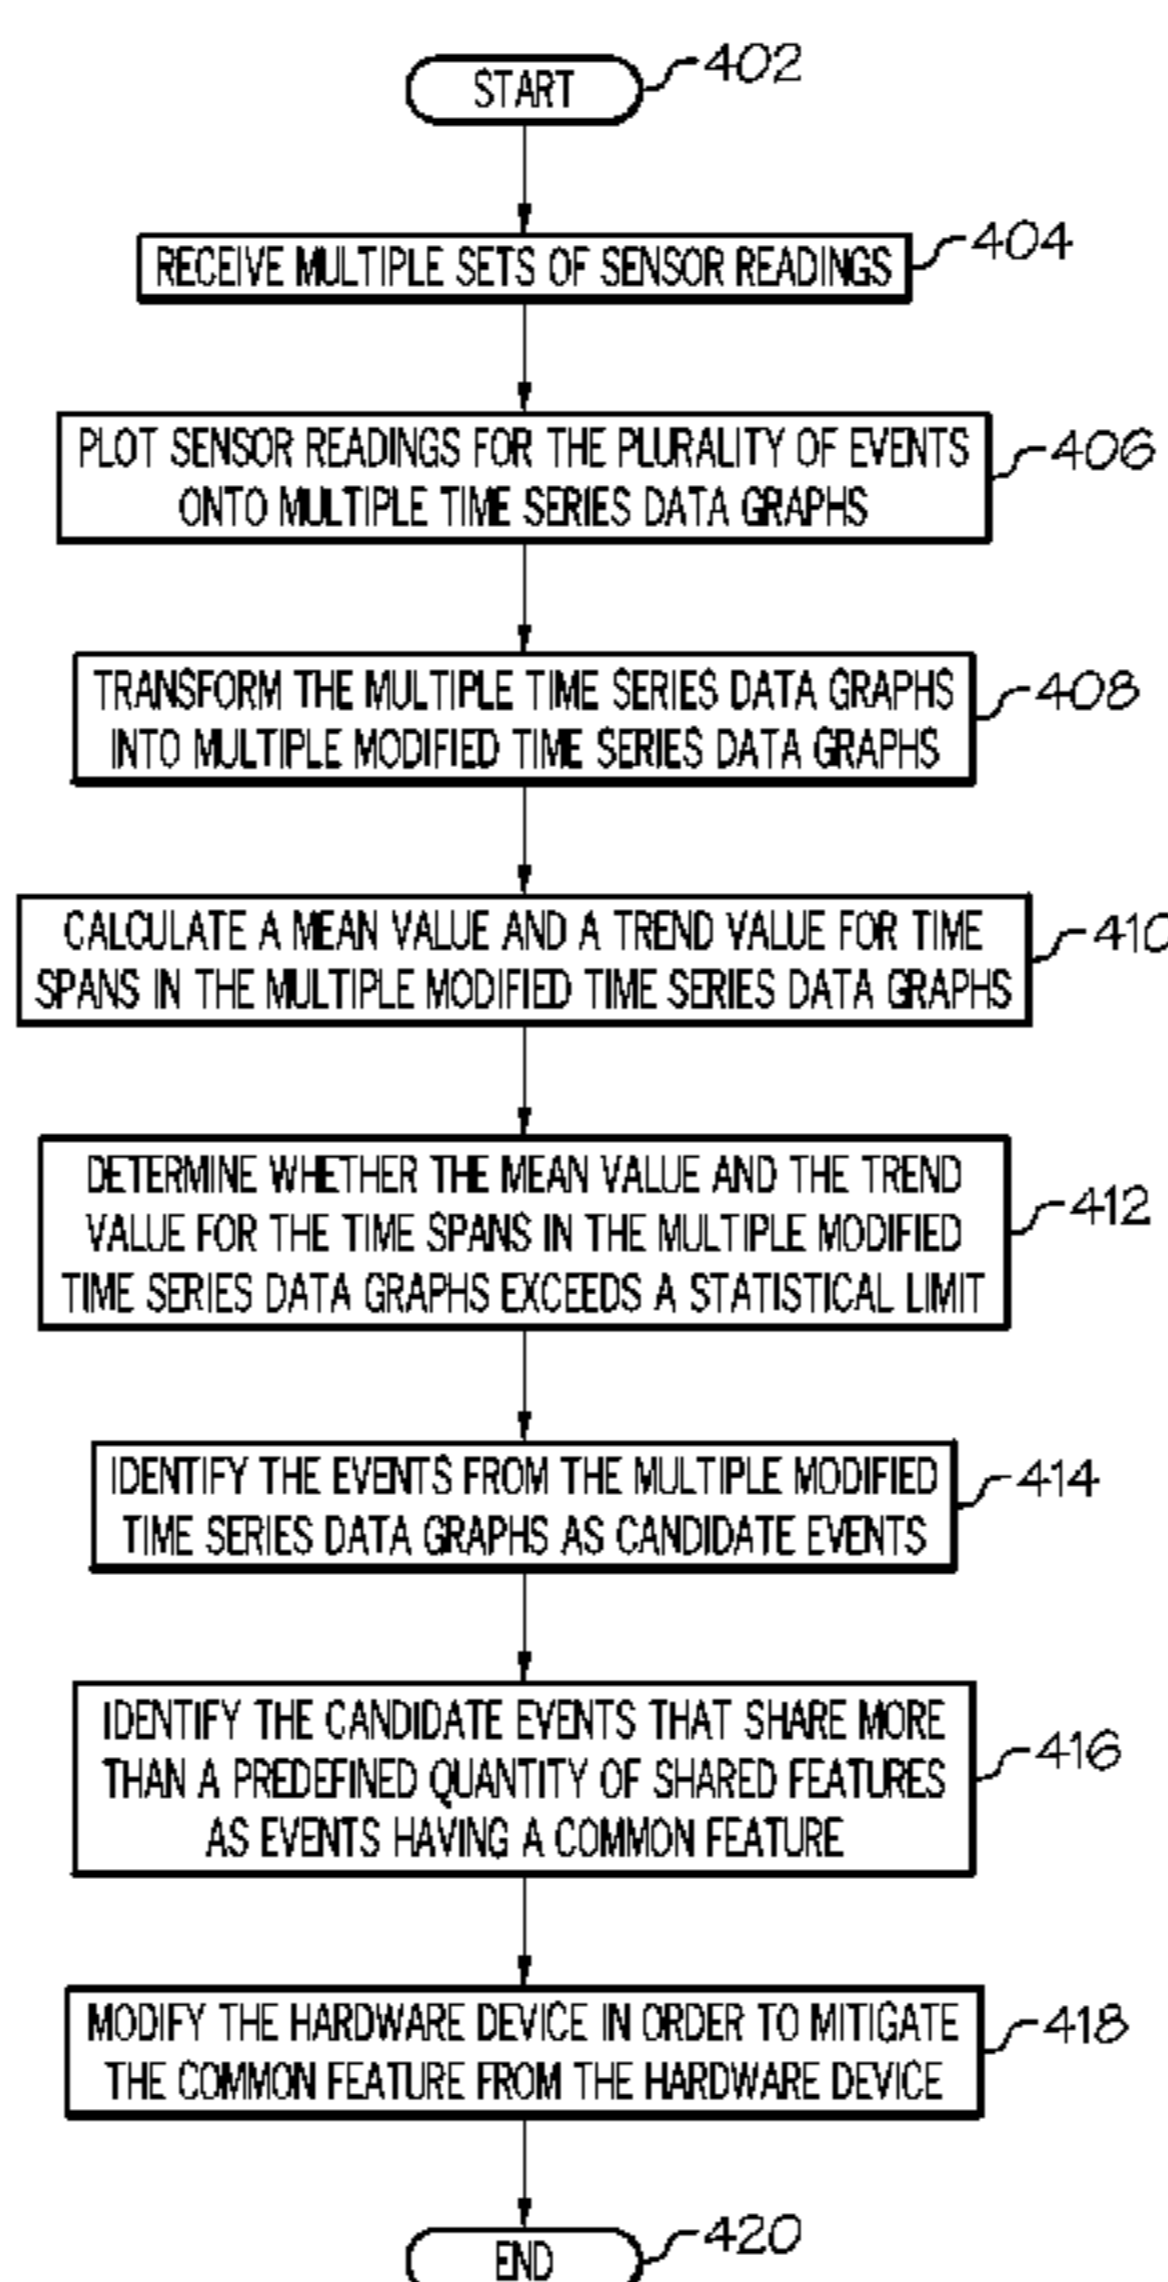 START
402
RECEIVE MULTIPLE SETS OF SENSOR READINGS
404
PLOT SENSOR READINGS FOR THE PLURALITY OF EVENTS
ONTO MULTIPLE TIME SERIES DATA GRAPHS
406
TRANSFORM THE MULTIPLE TIME SERIES DATA GRAPHS
INTO MULTIPLE MODIFIED TIME SERIES DATA GRAPHS
408
CALCULATE A MEAN VALUE AND A TREND VALUE FOR TIME
SPANS IN THE MULTIPLE MODIFIED TIME SERIES DATA GRAPHS
410
DETERMINE WHETHER THE MEAN VALUE AND THE TREND
VALUE FOR THE TIME SPANS IN THE MULTIPLE MODIFIED
TIME SERIES DATA GRAPHS EXCEEDS A STATISTICAL LIMIT
412
IDENTIFY THE EVENTS FROM THE MULTIPLE MODIFIED
TIME SERIES DATA GRAPHS AS CANDIDATE EVENTS
414
IDENTIFY THE CANDIDATE EVENTS THAT SHARE MORE
THAN A PREDEFINED QUANTITY OF SHARED FEATURES
AS EVENTS HAVING A COMMON FEATURE
416
MODIFY THE HARDWARE DEVICE IN ORDER TO MITIGATE
THE COMMON FEATURE FROM THE HARDWARE DEVICE
418
END
420